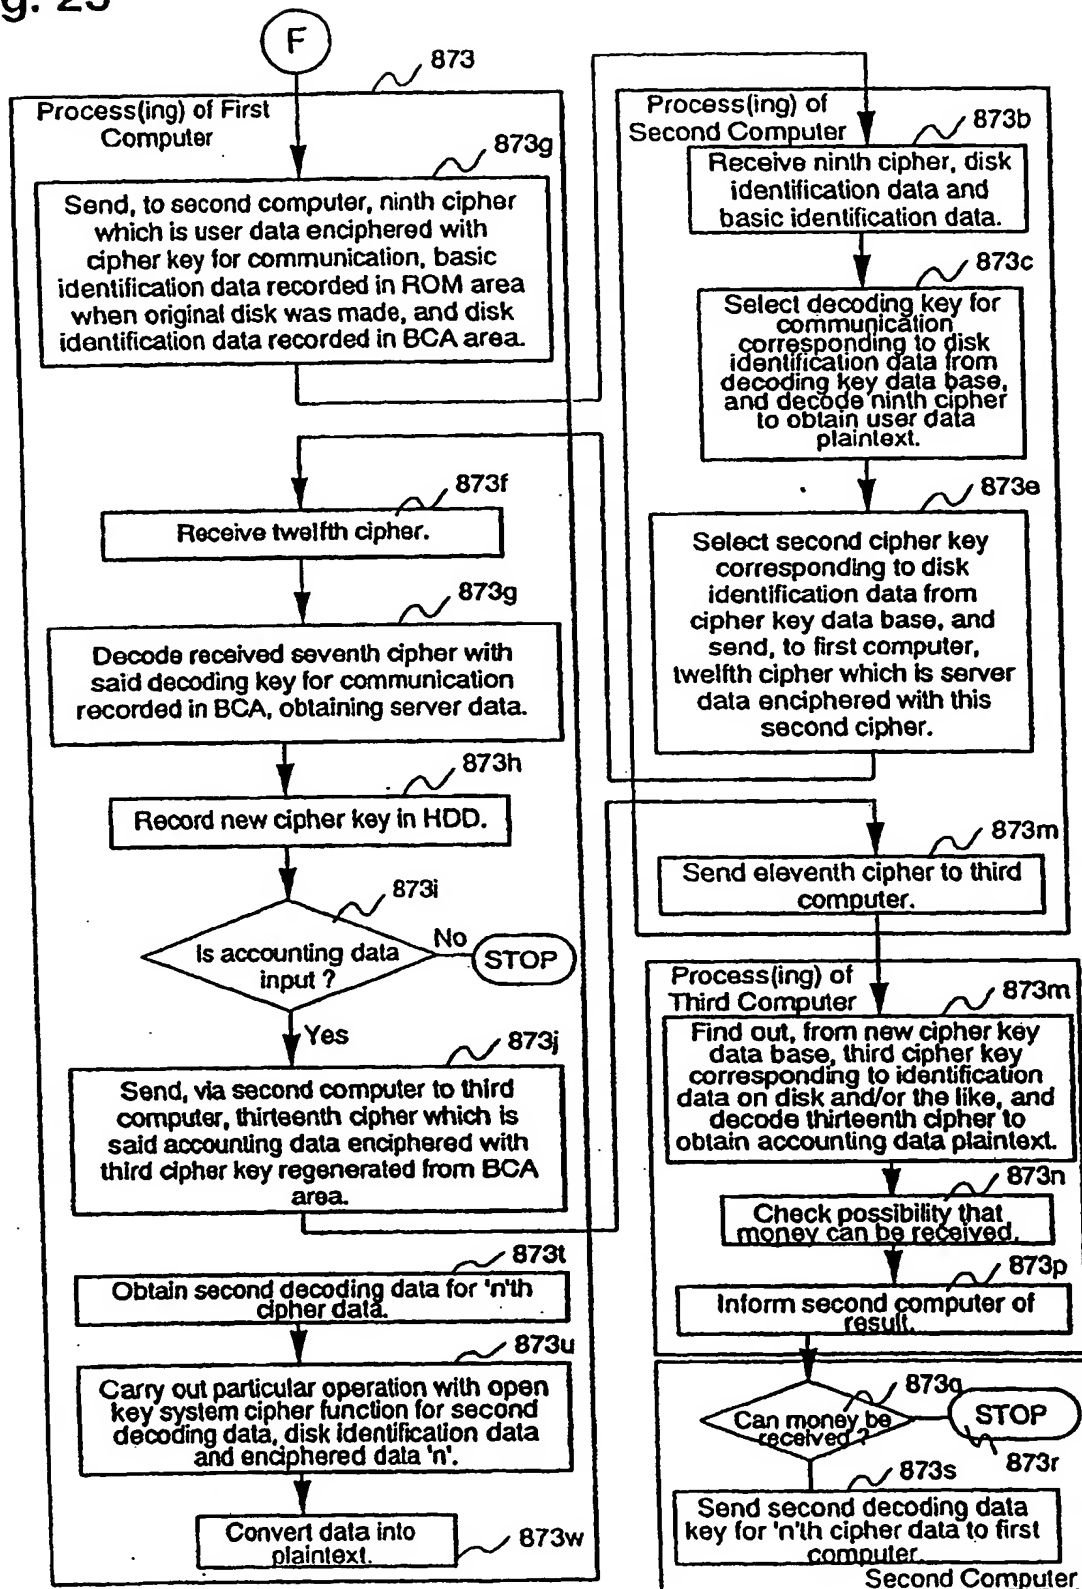 g. 23
F
873
Process(ing) of First
Computer
873g
Send, to second computer, ninth cipher
which is user data enciphered with
cipher key for communication, basic
identification data recorded in ROM area
when original disk was made, and disk
identification data recorded in BCA area.
873f
Receive twelfth cipher.
873g
Decode received seventh cipher with
said decoding key for communication
recorded in BCA, obtaining server data.
873h
Record new cipher key in HDD.
873i
Is accounting data
input ?
No
STOP
Yes
873j
Send, via second computer to third
computer, thirteenth cipher which is
said accounting data enciphered with
third cipher key regenerated from BCA
area.
873t
Obtain second decoding data for 'n'th
cipher data.
873u
Carry out particular operation with open
key system cipher function for second
decoding data, disk identification data
and enciphered data 'n'.
Convert data into
plaintext.
873w
Process(ing) of
Second Computer
873b
Receive ninth cipher, disk
identification data and
basic identification data.
873c
Select decoding key for
communication
corresponding to disk
identification data from
decoding key data base,
and decode ninth cipher
to obtain user data
plaintext.
873e
Select second cipher key
corresponding to disk
identification data from
cipher key data base, and
send, to first computer,
twelfth cipher which is server
data enciphered with this
second cipher.
873m
Send eleventh cipher to third
computer.
Process(ing) of
Third Computer
873m
Find out, from new cipher key
data base, third cipher key
corresponding to identification
data on disk and/or the like, and
decode thirteenth cipher to
obtain accounting data plaintext.
873n
Check possibility that
money can be received.
873p
Inform second computer of
result.
873q
Can money be
received ?
STOP
873r
873s
Send second decoding data
key for 'n'th cipher data to first
computer.
Second Computer